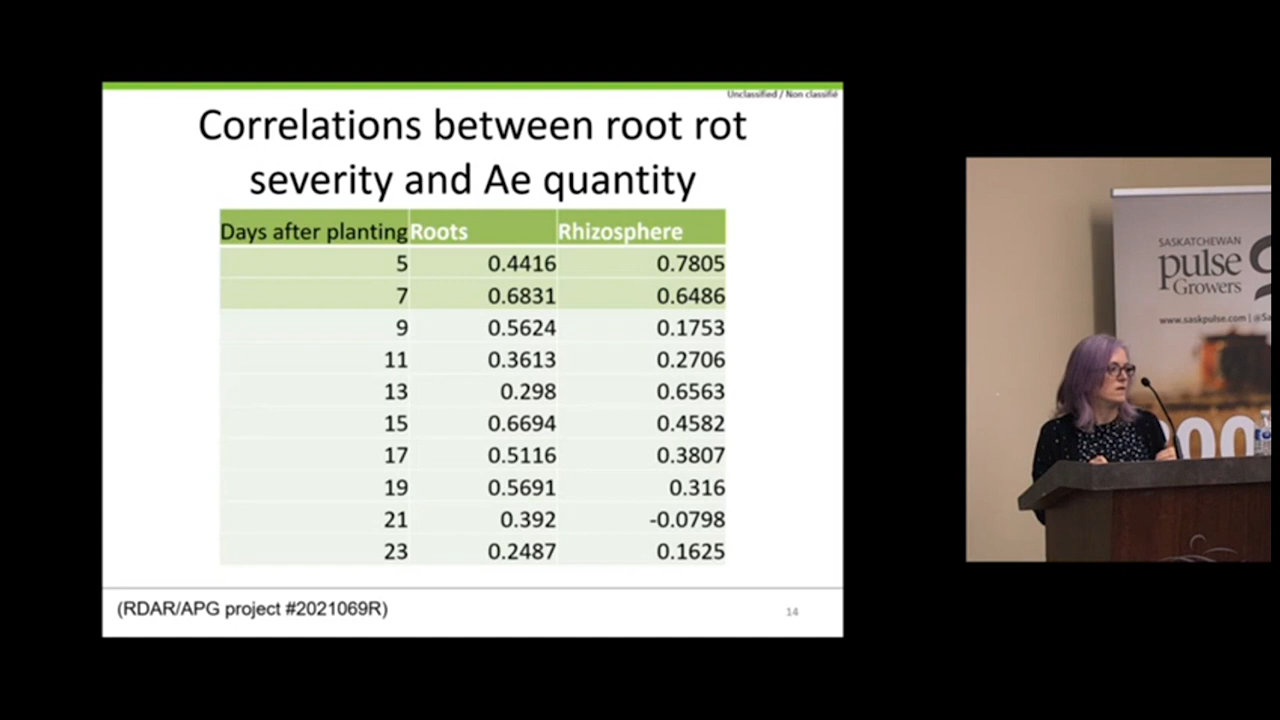 Unclassified / Non classifié
Correlations between root rot
severity and Ae quantity
Days after planting Roots Rhizosphere
5 0.4416 0.7805
7 0.6831 0.6486
9 0.5624 0.1753
11 0.3613 0.2706
13 0.298 0.6563
15 0.6694 0.4582
17 0.5116 0.3807
19 0.5691 0.316
21 0.392 -0.0798
23 0.2487 0.1625
(RDAR/APG project #2021069R)
14
SASKATCHEWAN
pulse
Growers
www.saskpulse.com | @Sa